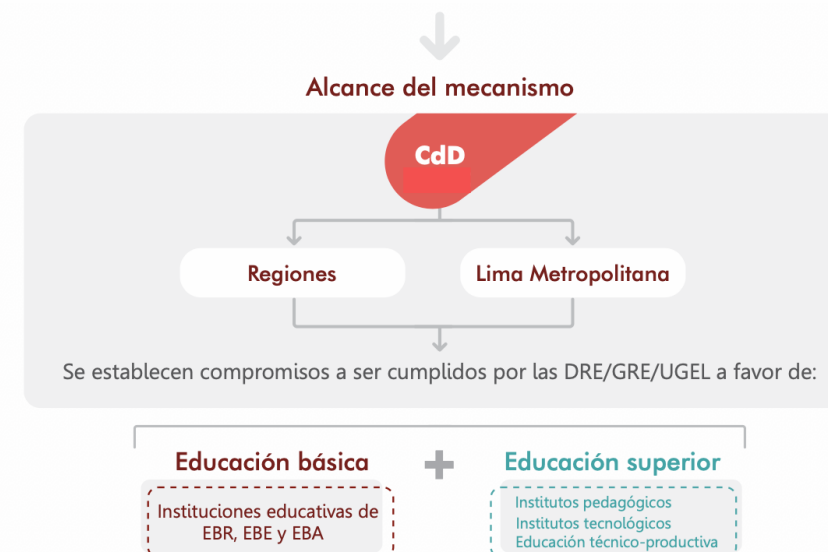 Alcance del mecanismo
CdD
Regiones
Lima Metropolitana
Se establecen compromisos a ser cumplidos por las DRE/GRE/UGEL a favor de:
Educación básica
+
Educación superior
Instituciones educativas de
EBR, EBE y EBA
Institutos pedagógicos
Institutos tecnológicos
Educación técnico-productiva